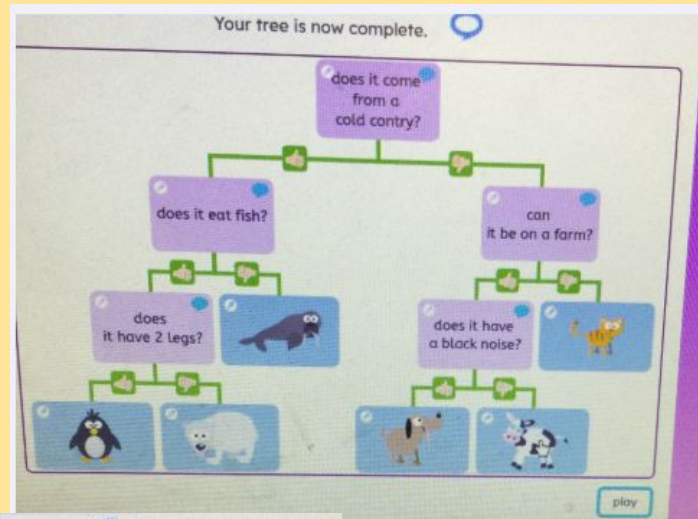 Your tree is now complete.
does it come
from a
cold contry?
does it eat fish?
can
it be on a farm?
does
it have 2 legs?
does it have
a black noise?
play